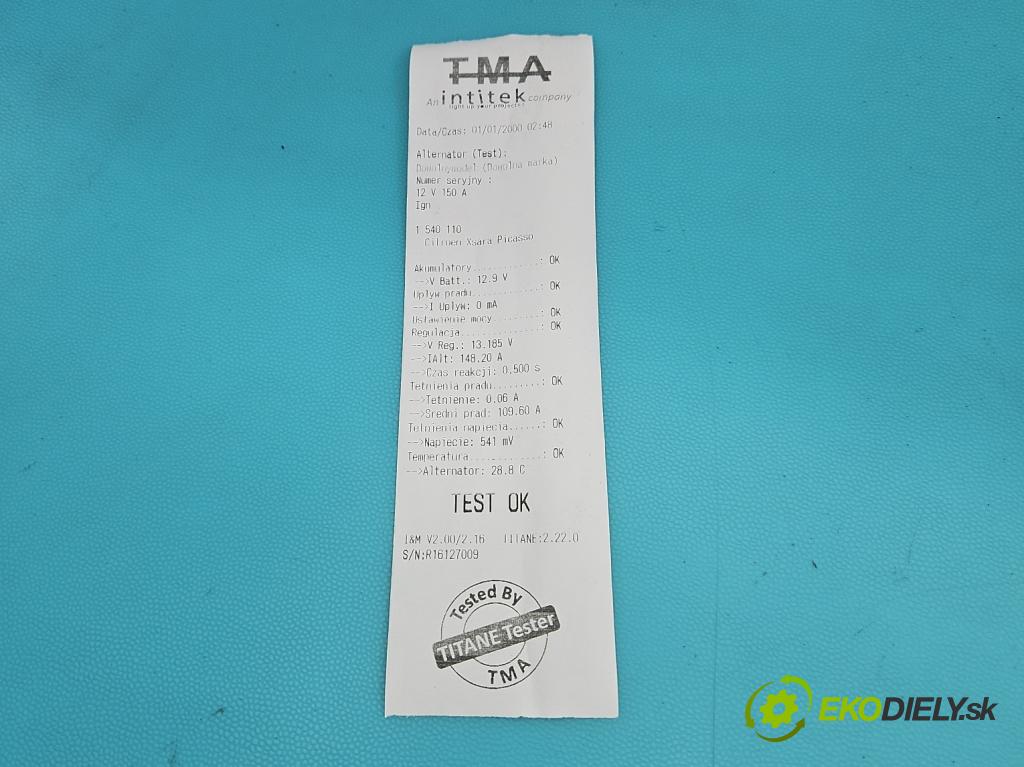 TMA
An intitek company
light up your projects!
Data/Czas: 01/01/2000 02:48
Alternator (Test):
Dowolnymodel (Dowolna marka)
Numer seryjny :
12 V 150 A
Ign
1 540 110
Citroen Xsara Picasso
Akumulatory............: OK
-->V Batt.: 12.9 V
Uplyw pradu............: OK
-->I Uplyw: 0 mA
Ustawienie mocy........: OK
Regulacja..............: OK
-->V Reg.: 13.185 V
-->IAlt: 148.20 A
-->Czas reakcji: 0.500 s
Tetnienia pradu.........: OK
-->Tetnienie: 0.06 A
-->Sredni prad: 109.60 A
Tetnienia napiecia......: OK
-->Napiecie: 541 mV
Temperatura.............: OK
-->Alternator: 28.8 C
TEST OK
I&M V2.00/2.16 TITANE:2.22.0
S/N:R16127009
Tested By
TITANE Tester
TMA
EKODIELY.sk